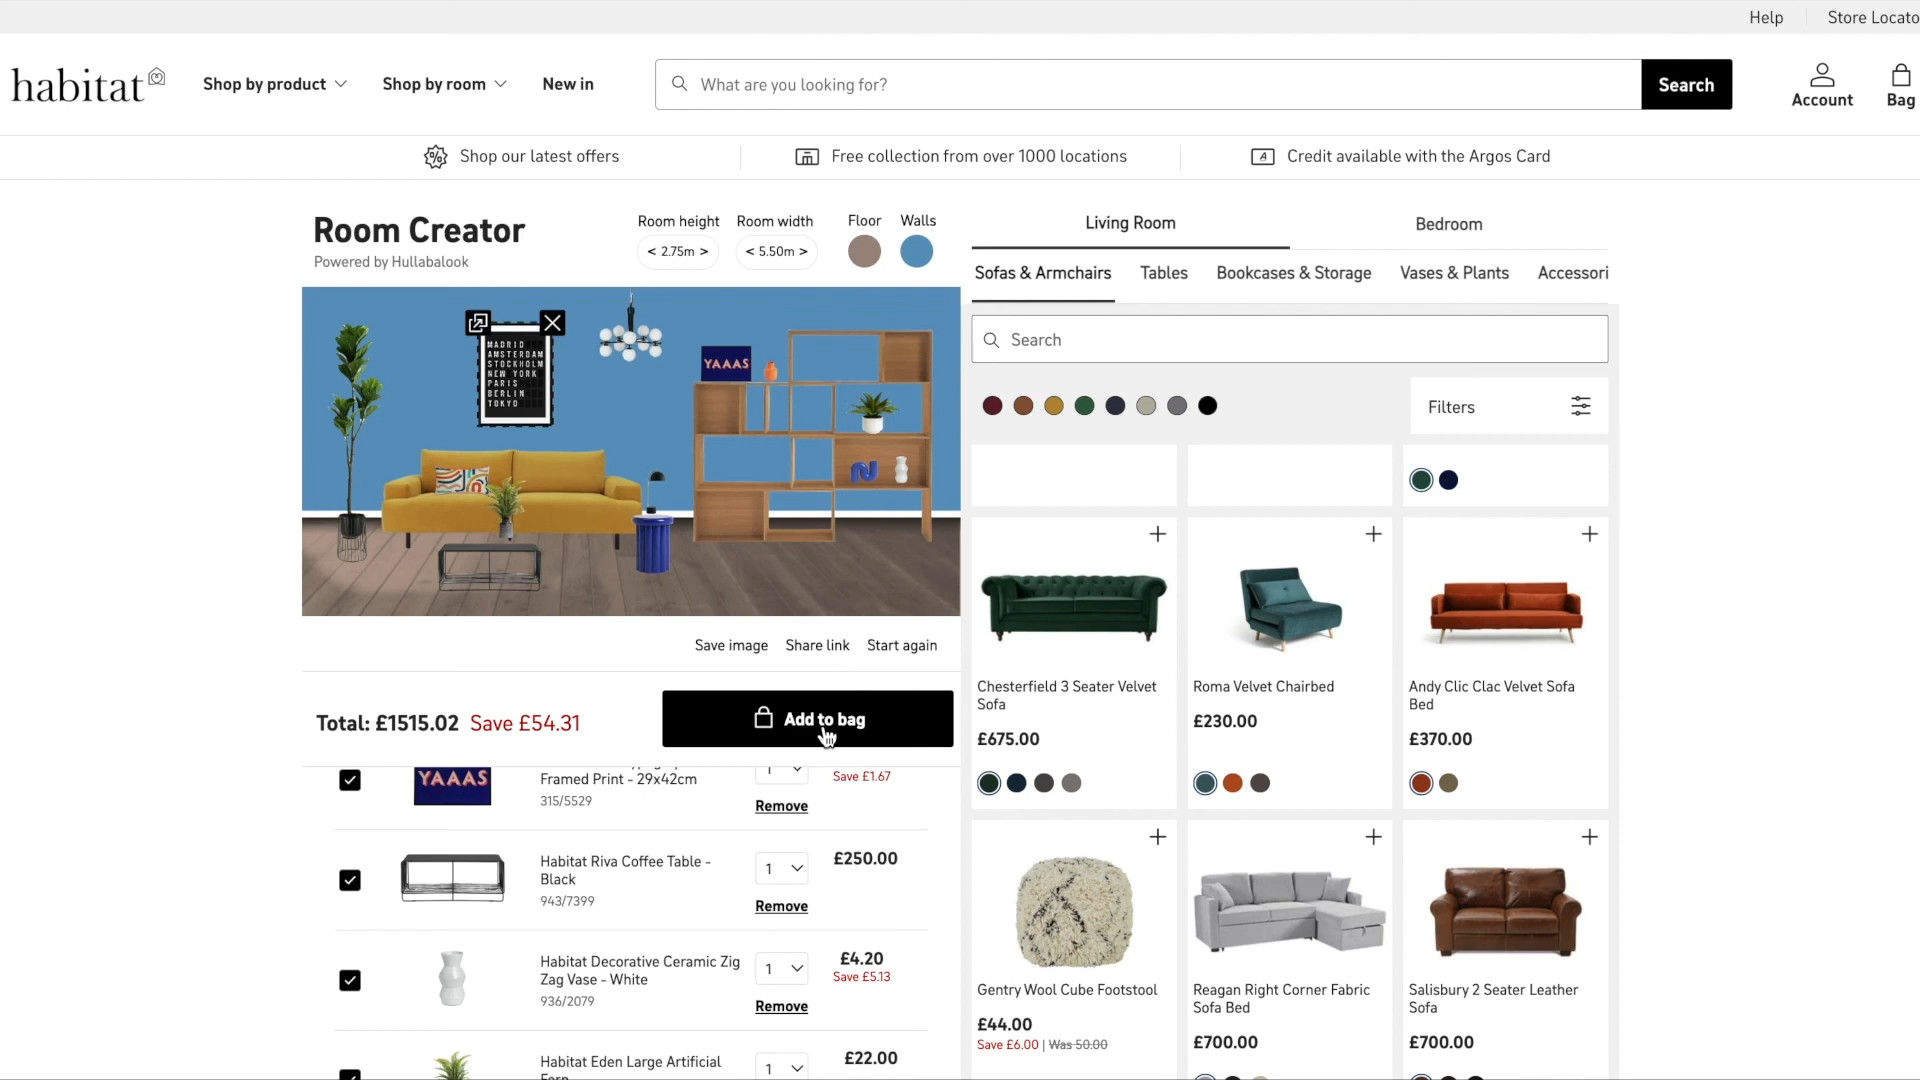 Help
Store Locato
habitat
Shop by product
Shop by room
New in
What are you looking for?
Search
Account
Bag
Shop our latest offers
Free collection from over 1000 locations
Credit available with the Argos Card
Room Creator
Powered by Hullabalook
Room height
< 2.75m >
Room width
< 5.50m >
Floor
Walls
Living Room
Bedroom
Sofas & Armchairs
Tables
Bookcases & Storage
Vases & Plants
Accessori
Search
Filters
MADRID
AMSTERDAM
STOCKHOLM
NEW YORK
PARIS
BERLIN
TOKYO
YAAAS
Save image
Share link
Start again
Total: £1515.02 Save £54.31
Add to bag
YAAAS
Framed Print - 29x42cm
315/5529
1
Save £1.67
Remove
Habitat Riva Coffee Table -
Black
943/7399
1
£250.00
Remove
Habitat Decorative Ceramic Zig
Zag Vase - White
936/2079
1
£4.20
Save £5.13
Remove
Habitat Eden Large Artificial
1
£22.00
Chesterfield 3 Seater Velvet
Sofa
£675.00
Roma Velvet Chairbed
£230.00
Andy Clic Clac Velvet Sofa
Bed
£370.00
Gentry Wool Cube Footstool
£44.00
Save £6.00 | Was 50.00
Reagan Right Corner Fabric
Sofa Bed
£700.00
Salisbury 2 Seater Leather
Sofa
£700.00